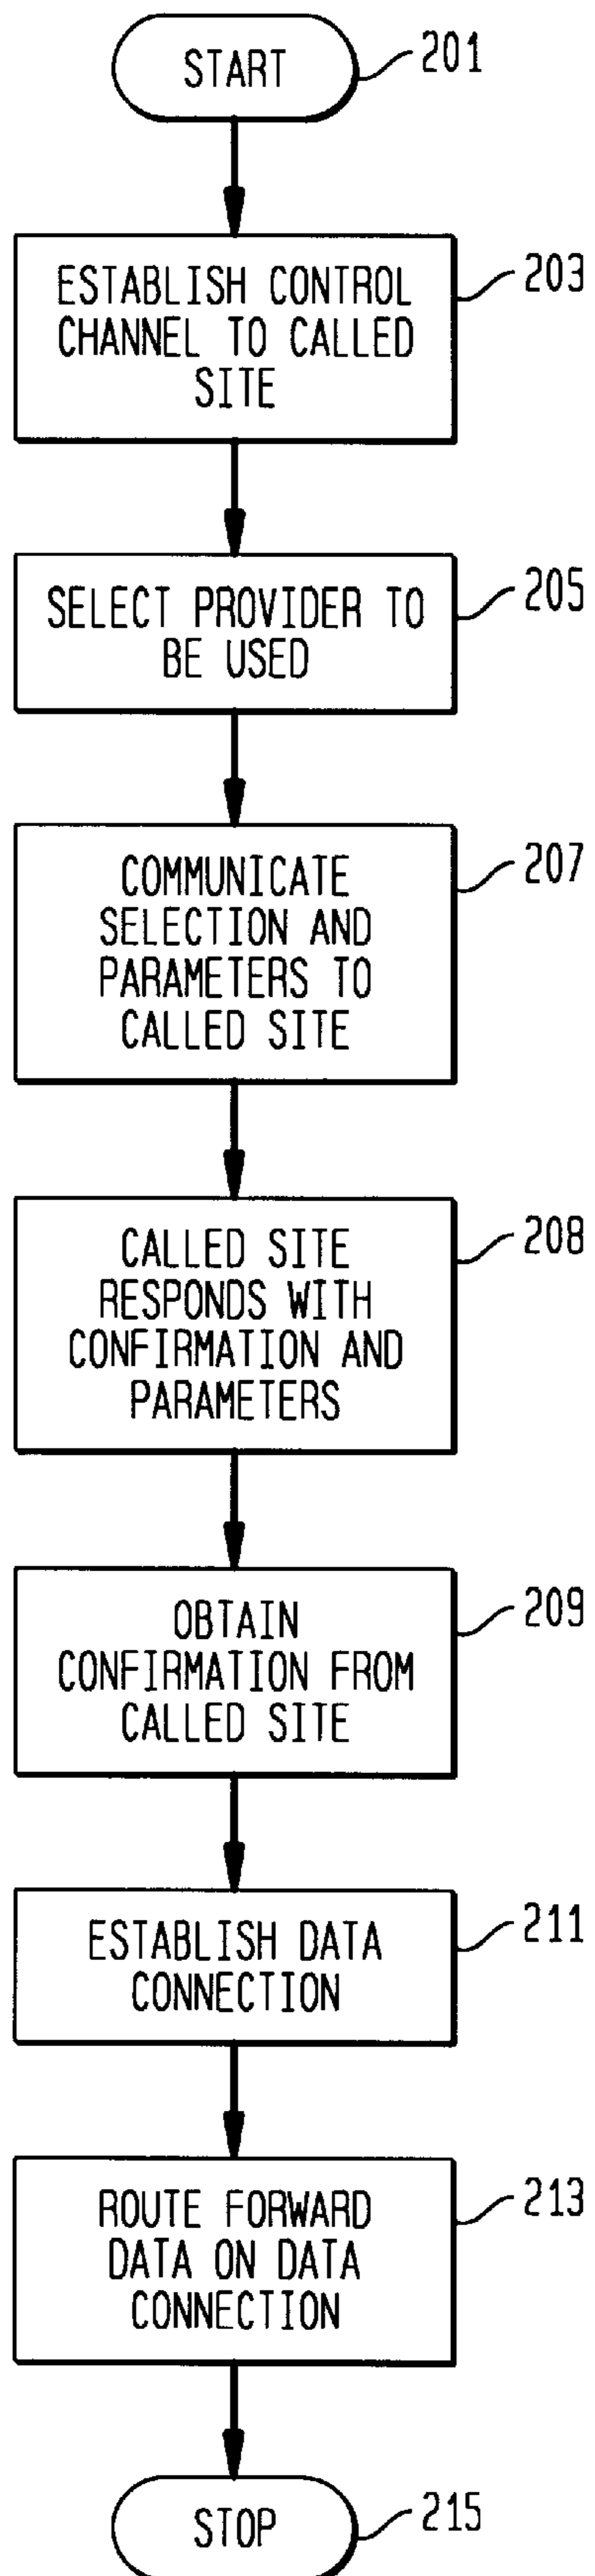 START
201
ESTABLISH CONTROL
CHANNEL TO CALLED
SITE
203
SELECT PROVIDER TO
BE USED
205
COMMUNICATE
SELECTION AND
PARAMETERS TO
CALLED SITE
207
CALLED SITE
RESPONDS WITH
CONFIRMATION AND
PARAMETERS
208
OBTAIN
CONFIRMATION FROM
CALLED SITE
209
ESTABLISH DATA
CONNECTION
211
ROUTE FORWARD
DATA ON DATA
CONNECTION
213
STOP
215